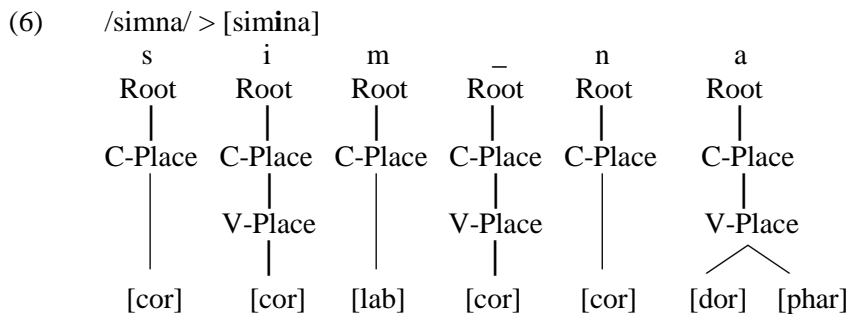 (6) /simna/ > [simina]
s i m _ n a
Root Root Root Root Root Root
C-Place C-Place C-Place C-Place C-Place C-Place
V-Place V-Place V-Place
[cor] [cor] [lab] [cor] [cor] [dor] [phar]